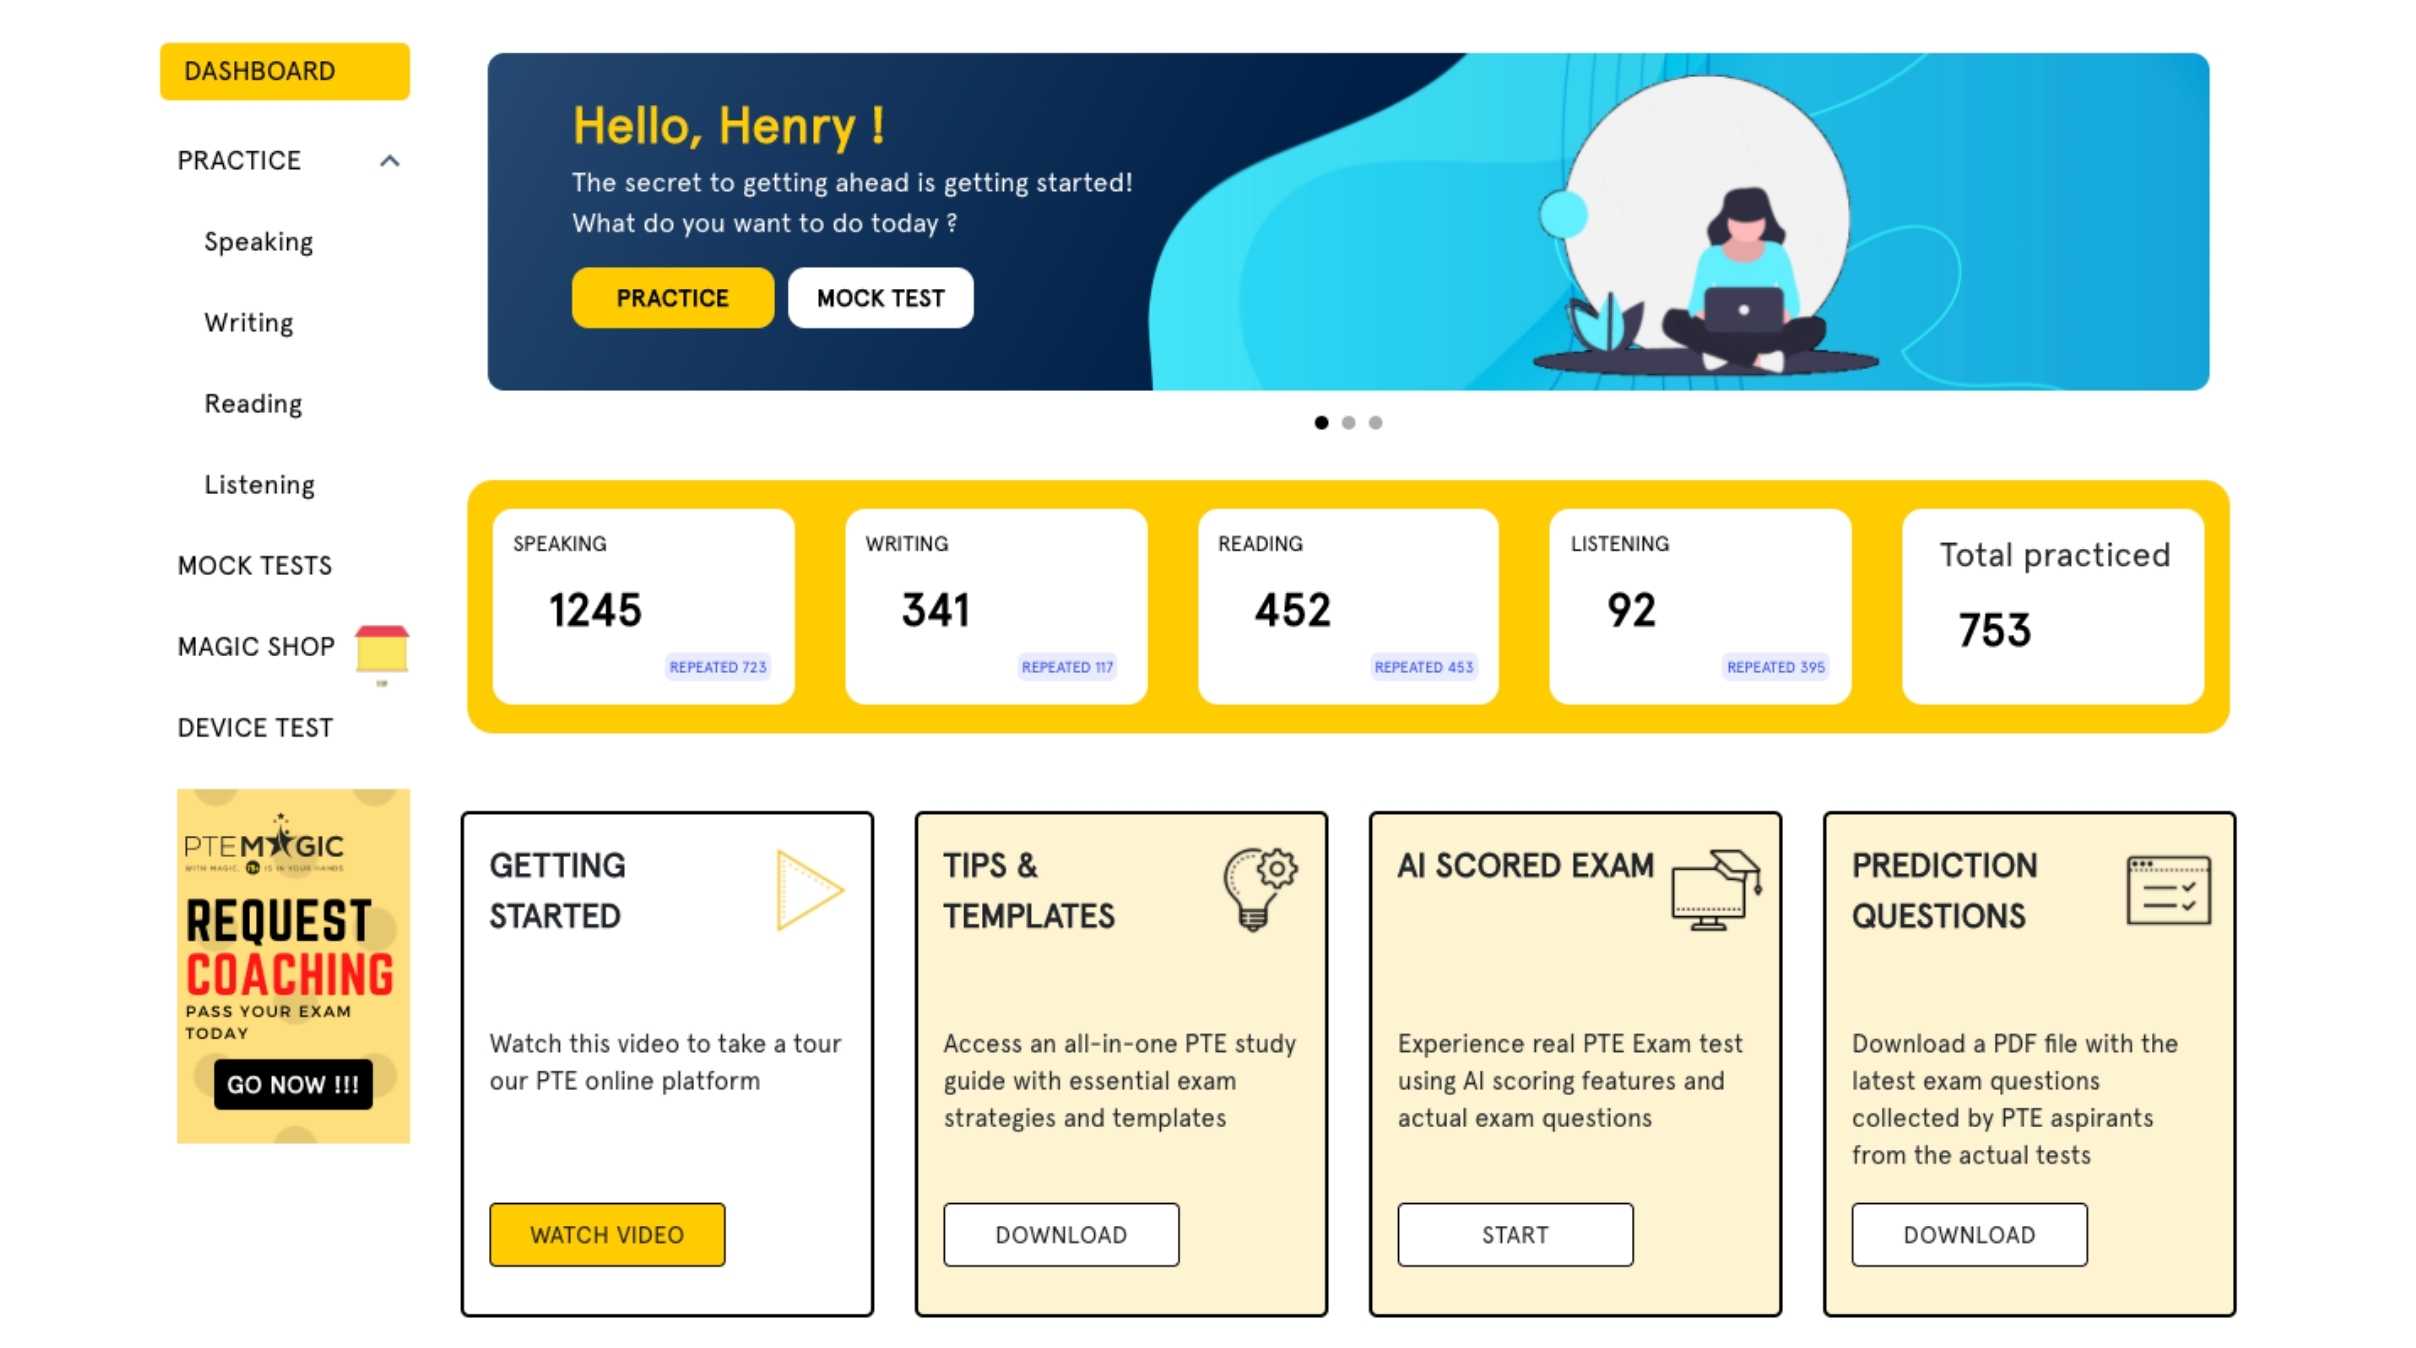 DASHBOARD
PRACTICE
Speaking
Writing
Reading
Listening
MOCK TESTS
MAGIC SHOP
DEVICE TEST
PTEMAGIC
WITH MAGIC, 79+ IS IN YOUR HANDS
REQUEST
COACHING
PASS YOUR EXAM
TODAY
GO NOW !!!
Hello, Henry !
The secret to getting ahead is getting started!
What do you want to do today ?
PRACTICE
MOCK TEST
SPEAKING
1245
REPEATED 723
WRITING
341
REPEATED 117
READING
452
REPEATED 453
LISTENING
92
REPEATED 395
Total practiced
753
GETTING
STARTED
Watch this video to take a tour
our PTE online platform
WATCH VIDEO
TIPS &
TEMPLATES
Access an all-in-one PTE study
guide with essential exam
strategies and templates
DOWNLOAD
AI SCORED EXAM
Experience real PTE Exam test
using AI scoring features and
actual exam questions
START
PREDICTION
QUESTIONS
Download a PDF file with the
latest exam questions
collected by PTE aspirants
from the actual tests
DOWNLOAD